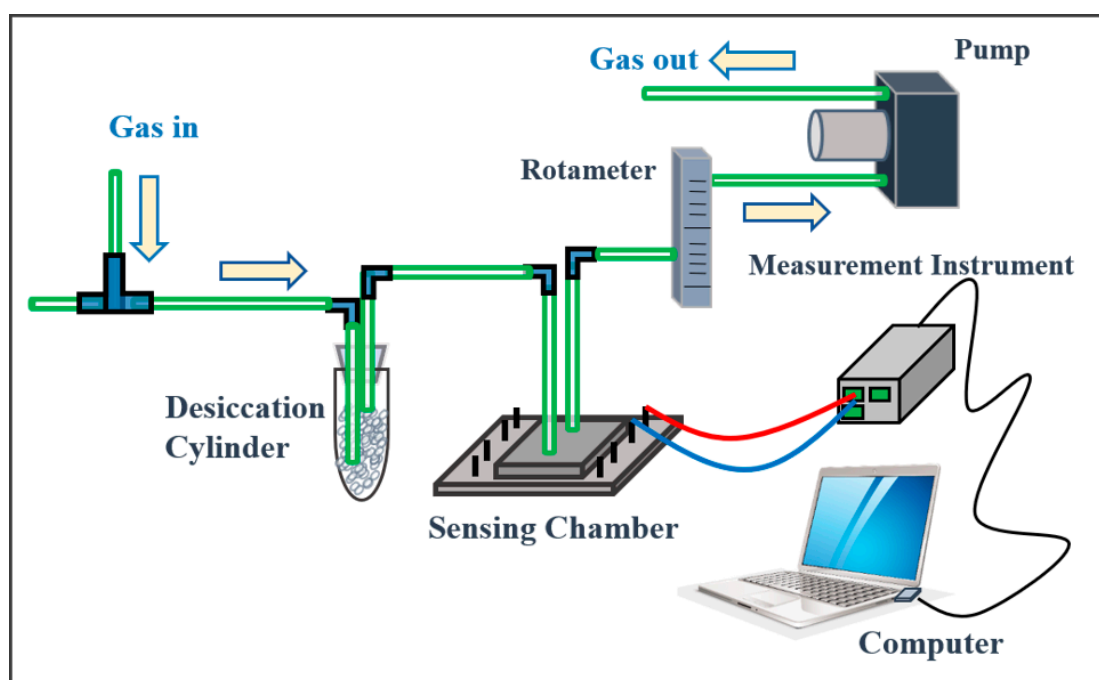 Pump
Gas out
Gas in
Rotameter
Measurement Instrument
Desiccation
Cylinder
Sensing Chamber
Computer